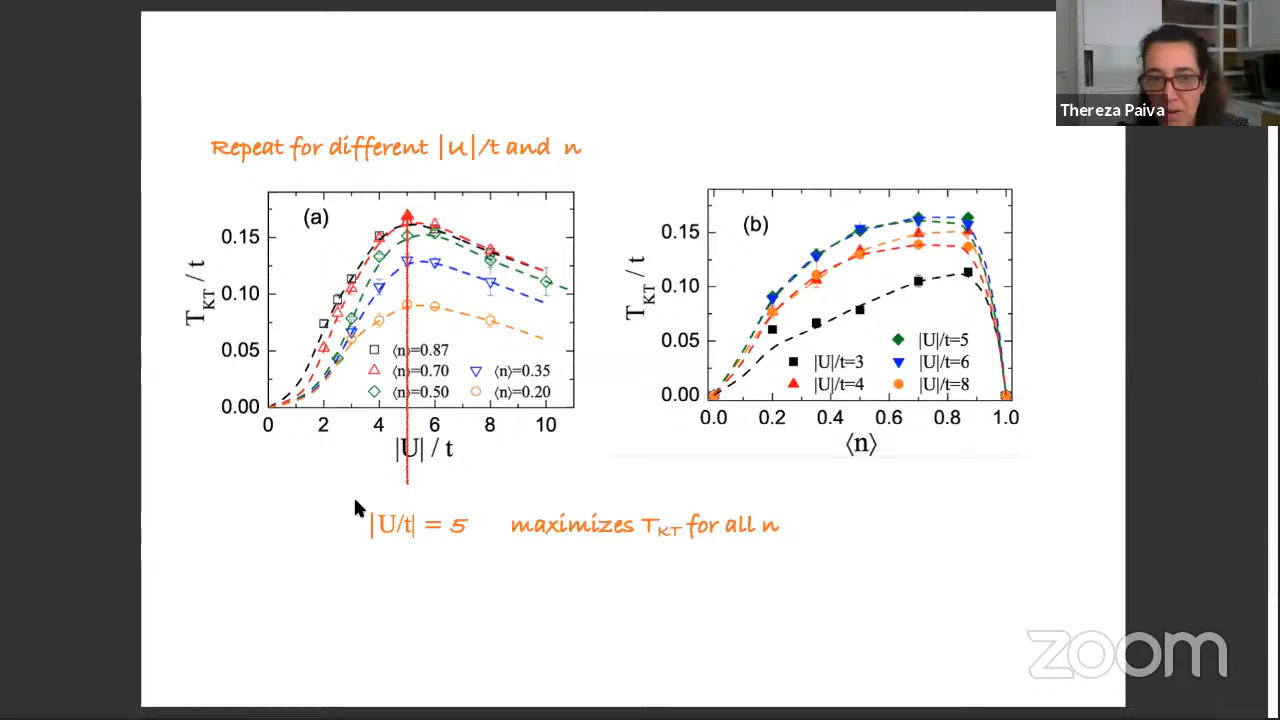 Thereza Paiva
Repeat for different |U|/t and n
(a)
T_KT / t
0.15
0.10
0.05
0.00
⟨n⟩=0.87
⟨n⟩=0.70
⟨n⟩=0.50
⟨n⟩=0.35
⟨n⟩=0.20
0 2 4 6 8 10
|U| / t
(b)
T_KT / t
0.15
0.10
0.05
0.00
|U|/t=3
|U|/t=4
|U|/t=5
|U|/t=6
|U|/t=8
0.0 0.2 0.4 0.6 0.8 1.0
⟨n⟩
|U/t| = 5 maximizes T_KT for all n
zoom